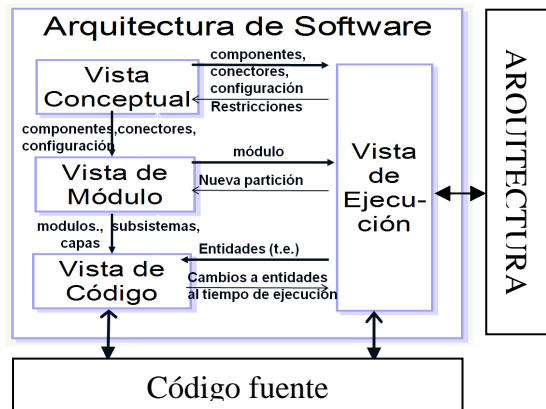 Arquitectura de Software
Vista
Conceptual
componentes,
conectores,
configuración
Restricciones
componentes,conectores,
configuración
Vista de
Módulo
módulo
Nueva partición
Vista
de
Ejecu-
ción
modulos., subsistemas,
capas
Vista de
Código
Entidades (t.e.)
Cambios a entidades
al tiempo de ejecución
ARQUITECTURA
Código fuente